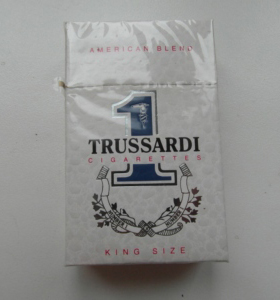 AMERICAN BLEND
1
TRUSSARDI
CIGARETTES
KING SIZE